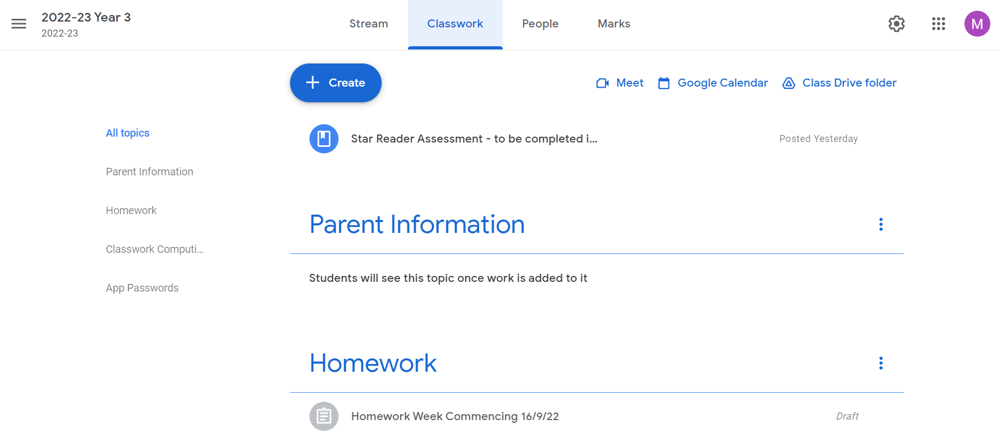 2022-23 Year 3
2022-23
Stream
Classwork
People
Marks
M
Create
Meet
Google Calendar
Class Drive folder
All topics
Parent Information
Homework
Classwork Computi...
App Passwords
Star Reader Assessment - to be completed i...
Posted Yesterday
Parent Information
Students will see this topic once work is added to it
Homework
Homework Week Commencing 16/9/22
Draft